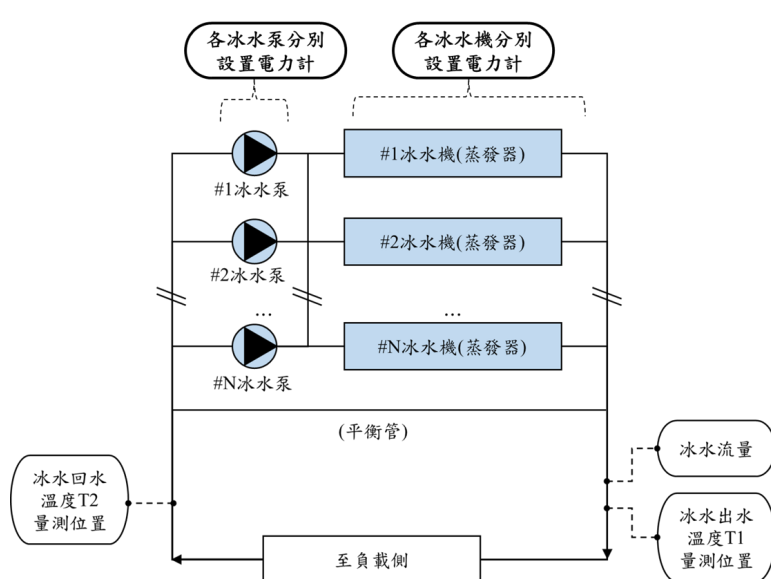 各冰水泵分別
設置電力計
各冰水機分別
設置電力計
#1冰水機(蒸發器)
#1冰水泵
#2冰水機(蒸發器)
#2冰水泵
...
...
#N冰水機(蒸發器)
#N冰水泵
(平衡管)
冰水流量
冰水回水
溫度T2
量測位置
冰水出水
溫度T1
量測位置
至負載側